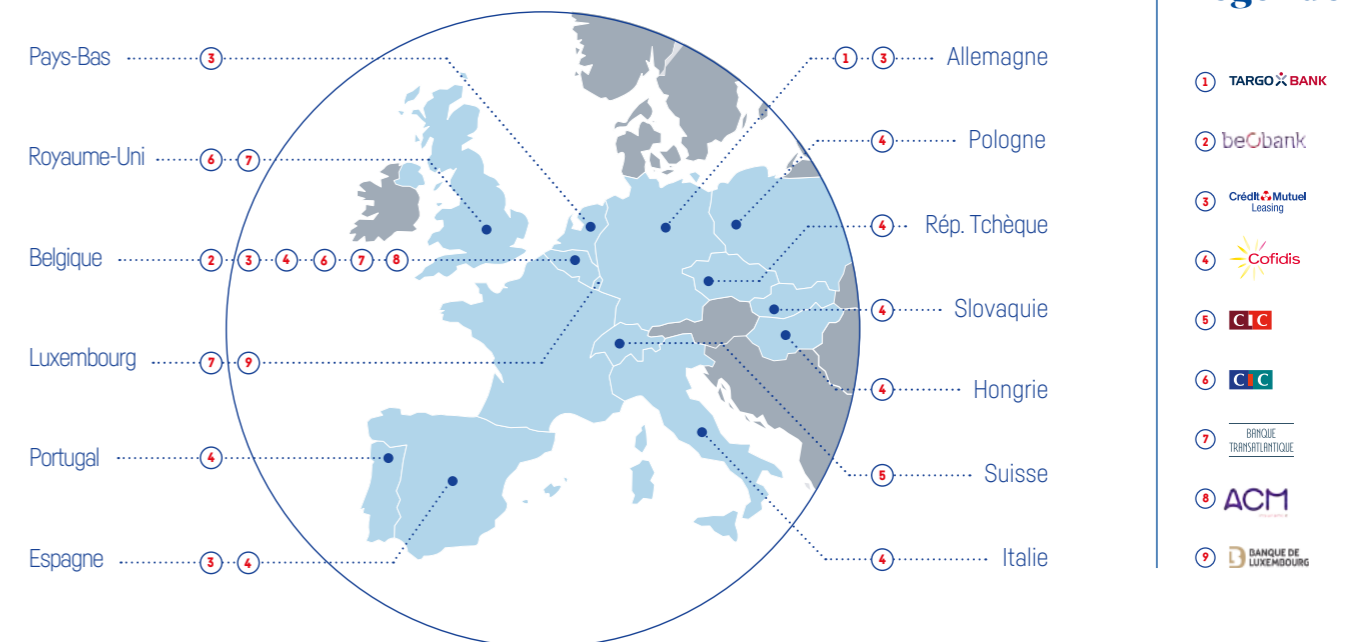 Pays-Bas 3
Royaume-Uni 6 7
Belgique 2 3 4 6 7 8
Luxembourg 7 9
Portugal 4
Espagne 3 4
1 3 Allemagne
4 Pologne
4 Rép. Tchèque
4 Slovaquie
4 Hongrie
5 Suisse
4 Italie
1 TARGO BANK
2 beobank
3 Crédit Mutuel
Leasing
4 Cofidis
5 CIC
6 CIC
7 BANQUE
TRANSATLANTIQUE
8 ACM
9 BANQUE DE
LUXEMBOURG